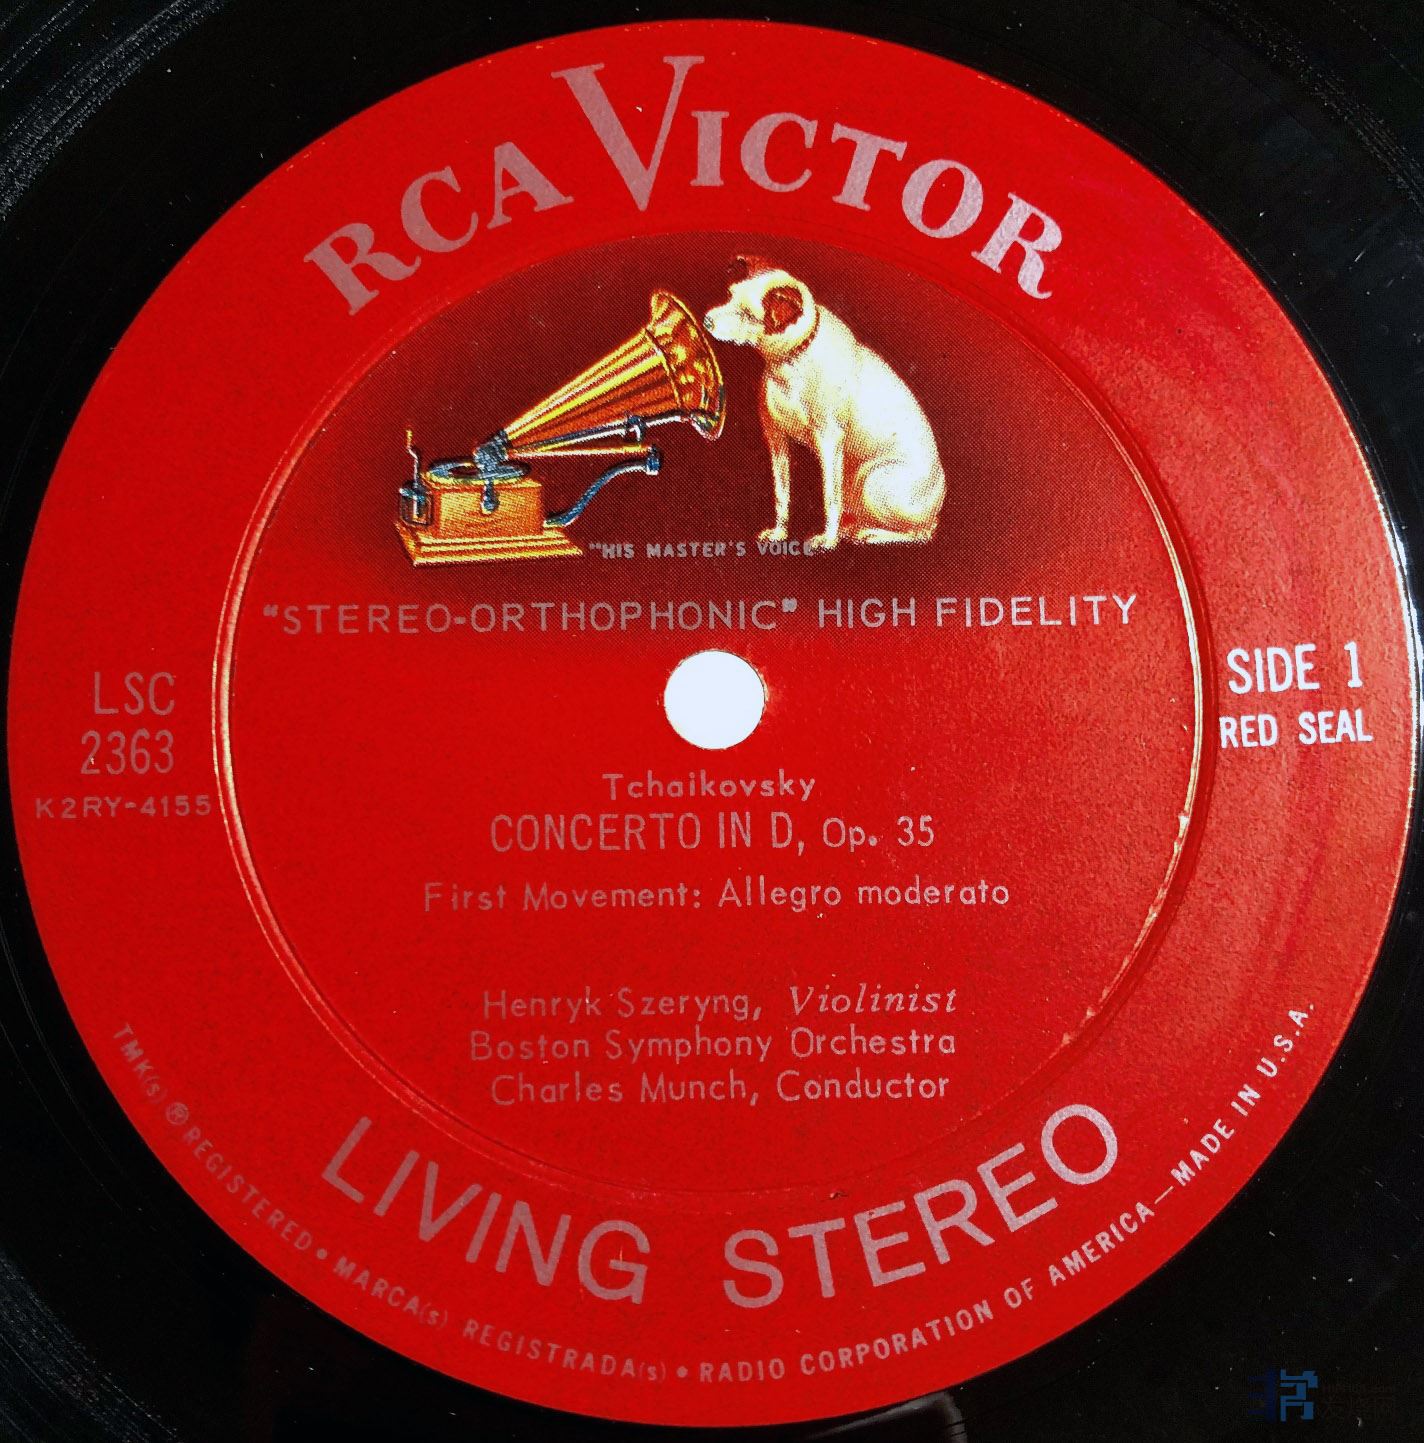 RCA VICTOR
"HIS MASTER'S VOICE"
"STEREO-ORTHOPHONIC" HIGH FIDELITY
LSC
2363
K2RY-4155
SIDE 1
RED SEAL
Tchaikovsky
CONCERTO IN D, Op. 35
First Movement: Allegro moderato
Henryk Szeryng, Violinist
Boston Symphony Orchestra
Charles Munch, Conductor
LIVING STEREO
TMK(s) ® REGISTERED • MARCA(s) REGISTRADA(s) • RADIO CORPORATION OF AMERICA—MADE IN U.S.A.